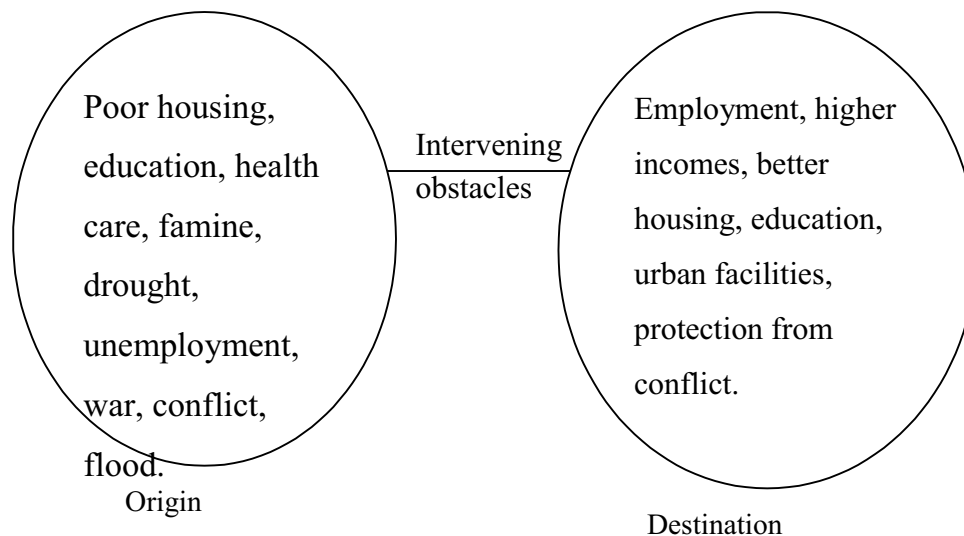 Poor housing,
education, health
care, famine,
drought,
unemployment,
war, conflict,
flood.
Origin
Intervening
obstacles
Employment, higher
incomes, better
housing, education,
urban facilities,
protection from
conflict.
Destination